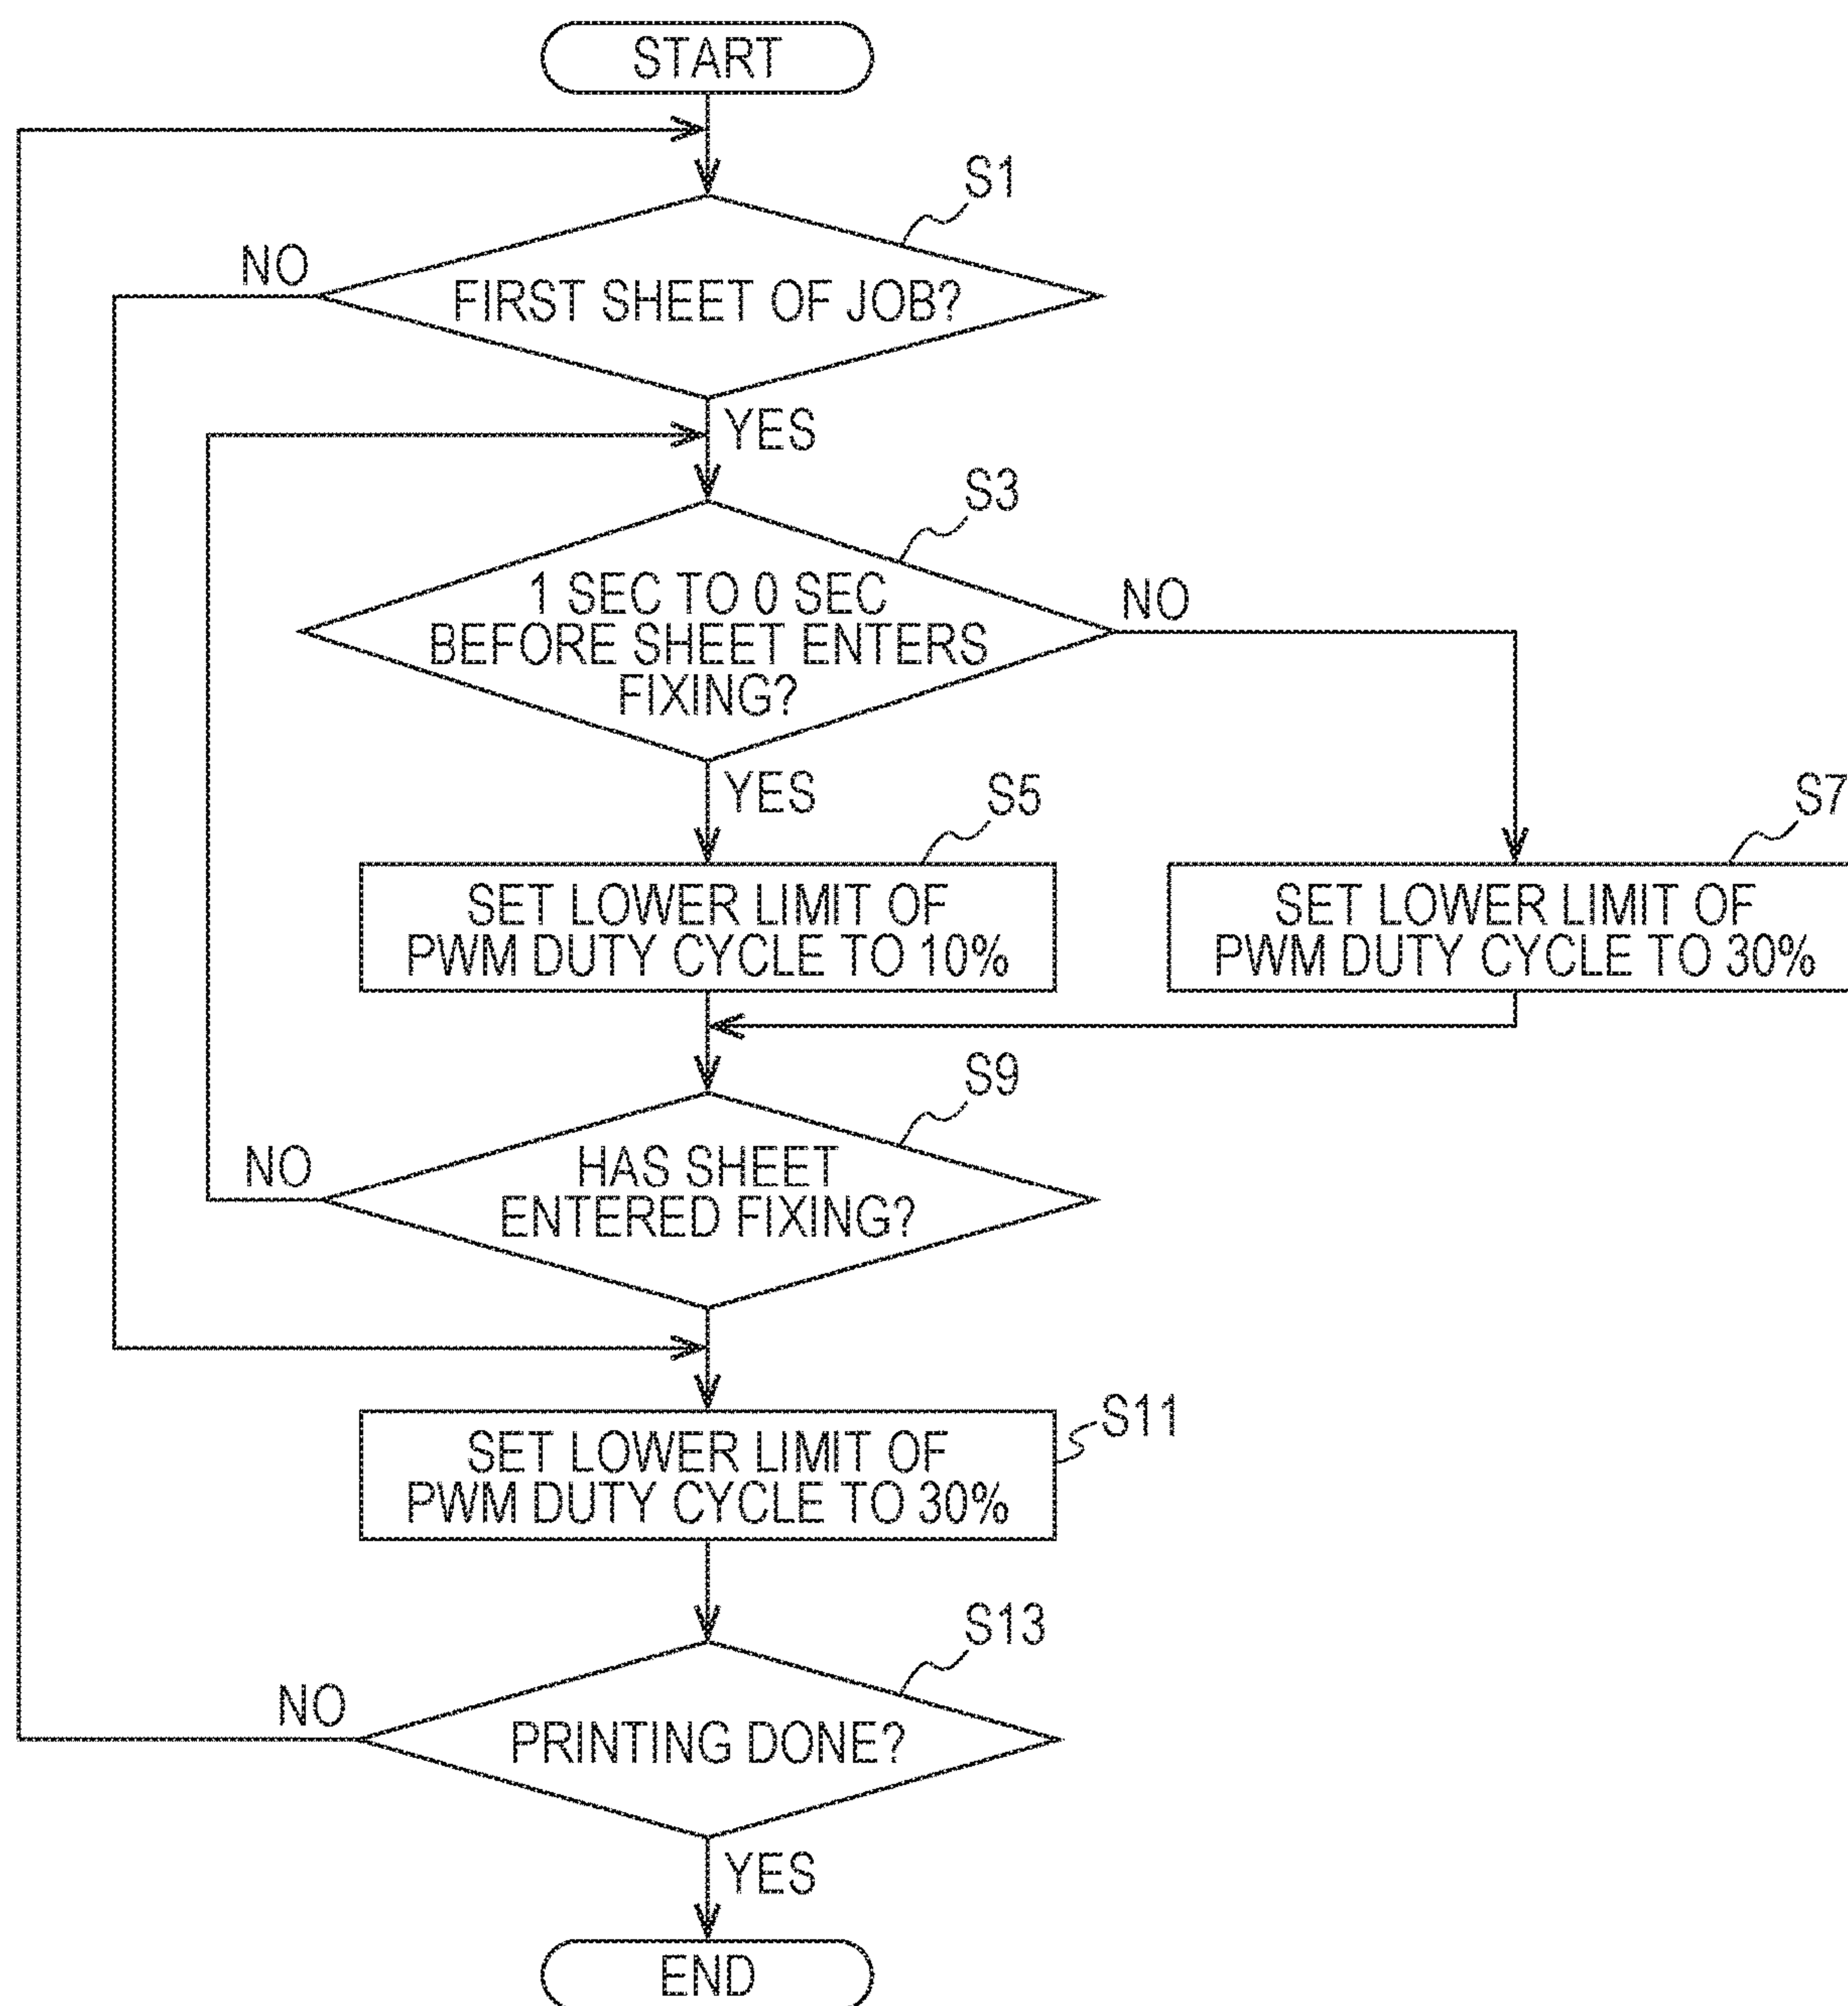 START
S1
NO
FIRST SHEET OF JOB?
YES
S3
1 SEC TO 0 SEC
BEFORE SHEET ENTERS
FIXING?
NO
YES
S5
S7
SET LOWER LIMIT OF
PWM DUTY CYCLE TO 10%
SET LOWER LIMIT OF
PWM DUTY CYCLE TO 30%
S9
NO
HAS SHEET
ENTERED FIXING?
S11
SET LOWER LIMIT OF
PWM DUTY CYCLE TO 30%
S13
NO
PRINTING DONE?
YES
END